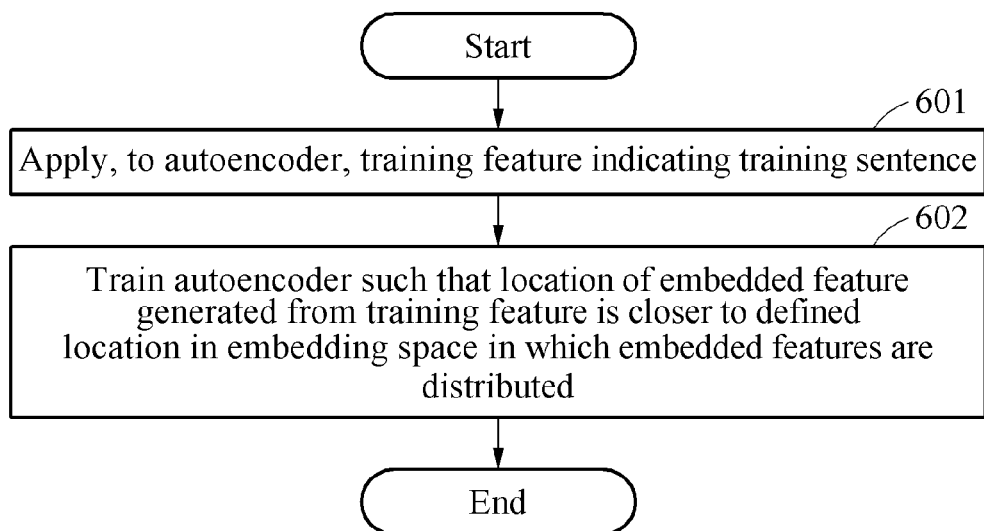 Start
601
Apply, to autoencoder, training feature indicating training sentence
602
Train autoencoder such that location of embedded feature
generated from training feature is closer to defined
location in embedding space in which embedded features are
distributed
End